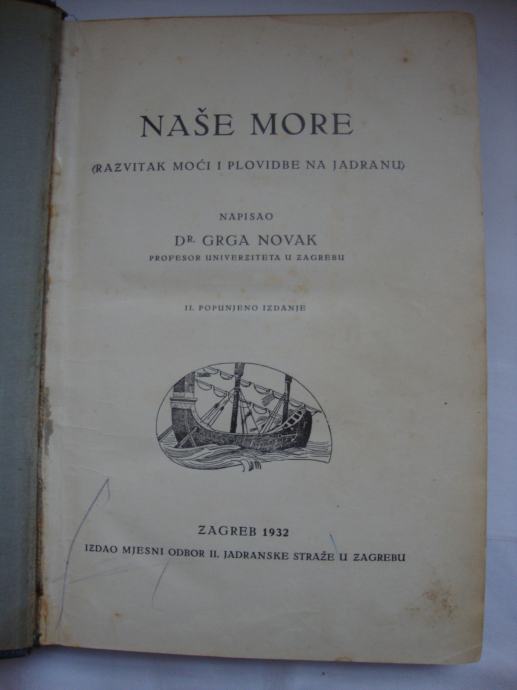 NAŠE MORE
(RAZVITAK MOĆI I PLOVIDBE NA JADRANU)
NAPISAO
DR. GRGA NOVAK
PROFESOR UNIVERZITETA U ZAGREBU
II. POPUNJENO IZDANJE
ZAGREB 1932
IZDAO MJESNI ODBOR II. JADRANSKE STRAŽE U ZAGREBU